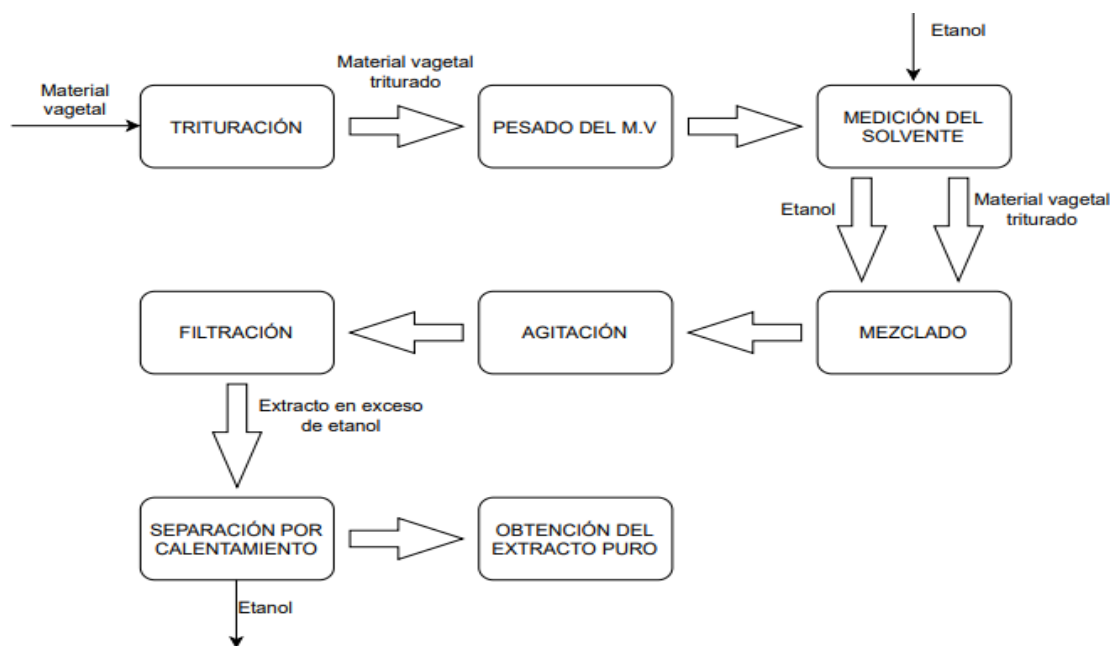 Material
vagetal
TRITURACIÓN
Material vagetal
triturado
PESADO DEL M.V
Etanol
MEDICIÓN DEL
SOLVENTE
Etanol
Material vagetal
triturado
MEZCLADO
AGITACIÓN
FILTRACIÓN
Extracto en exceso
de etanol
SEPARACIÓN POR
CALENTAMIENTO
OBTENCIÓN DEL
EXTRACTO PURO
Etanol